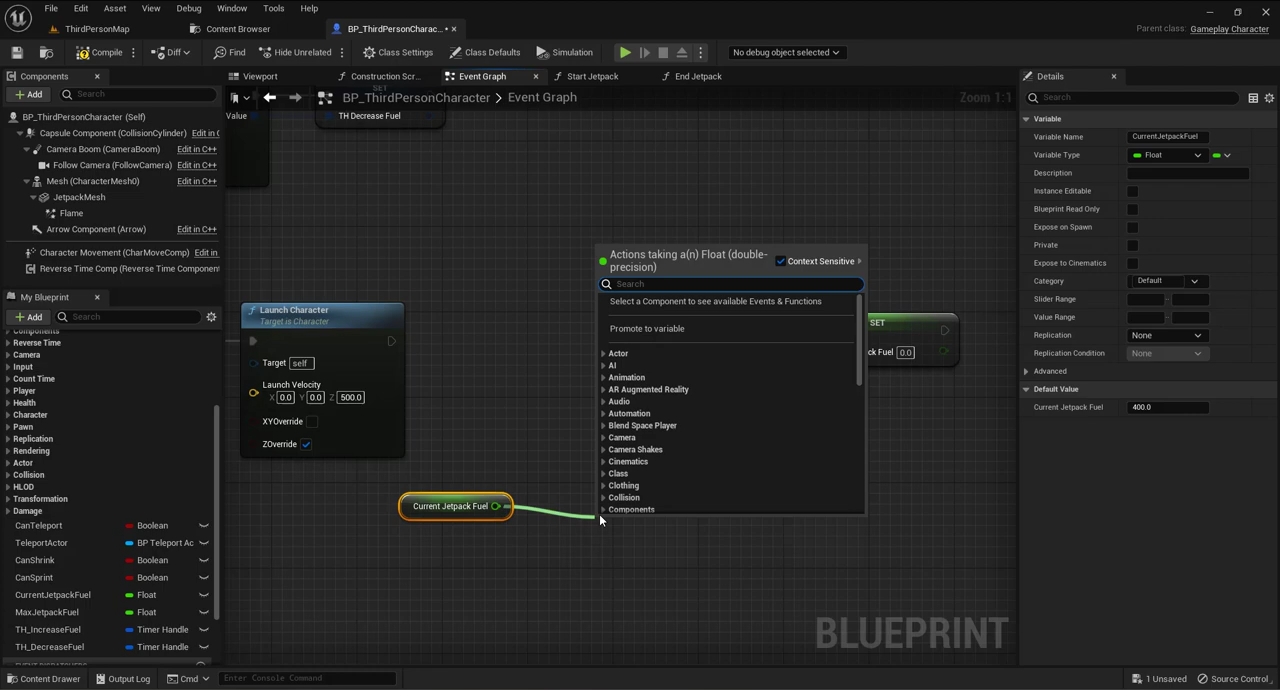 File Edit Asset View Debug Window Tools Help
ThirdPersonMap
Content Browser
BP_ThirdPersonCharac... •
Parent class: Gameplay Character
Compile
Diff
Find
Hide Unrelated
Class Settings
Class Defaults
Simulation
No debug object selected
Components
Viewport
Construction Scr...
Event Graph
Start Jetpack
End Jetpack
Details
Add
Search
BP_ThirdPersonCharacter > Event Graph
Zoom 1:1
Search
SET
BP_ThirdPersonCharacter (Self)
Capsule Component (CollisionCylinder) Edit in C
Camera Boom (CameraBoom) Edit in C++
Follow Camera (FollowCamera) Edit in C++
Mesh (CharacterMesh0) Edit in C++
JetpackMesh
Flame
Arrow Component (Arrow) Edit in C++
Character Movement (CharMoveComp) Edit in
Reverse Time Comp (Reverse Time Component
My Blueprint
Add
Search
Components
Reverse Time
Camera
Input
Count Time
Player
Health
Character
Pawn
Replication
Rendering
Actor
Collision
HLOD
Transformation
Damage
CanTeleport Boolean
TeleportActor BP Teleport Ac
CanShrink Boolean
CanSprint Boolean
CurrentJetpackFuel Float
MaxJetpackFuel Float
TH_IncreaseFuel Timer Handle
TH_DecreaseFuel Timer Handle
Value
TH Decrease Fuel
Launch Character
Target is Character
Target self
Launch Velocity
X 0.0 Y 0.0 Z 500.0
XYOverride
ZOverride
Current Jetpack Fuel
Actions taking a(n) Float (double-
precision)
Context Sensitive
Search
Select a Component to see available Events & Functions
Promote to variable
Actor
AI
Animation
AR Augmented Reality
Audio
Automation
Blend Space Player
Camera
Camera Shakes
Cinematics
Class
Clothing
Collision
Components
SET
ck Fuel 0.0
BLUEPRINT
Variable
Variable Name CurrentJetpackFuel
Variable Type Float
Description
Instance Editable
Blueprint Read Only
Expose on Spawn
Private
Expose to Cinematics
Category Default
Slider Range
Value Range
Replication None
Replication Condition None
Advanced
Default Value
Current Jetpack Fuel 400.0
Content Drawer
Output Log
Cmd
Enter Console Command
1 Unsaved
Source Control